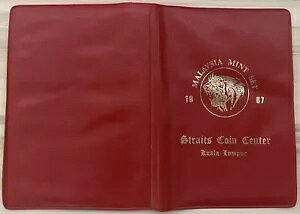 MALAYSIA MINT SET
19 67
Straits Coin Center
Kuala Lumpur